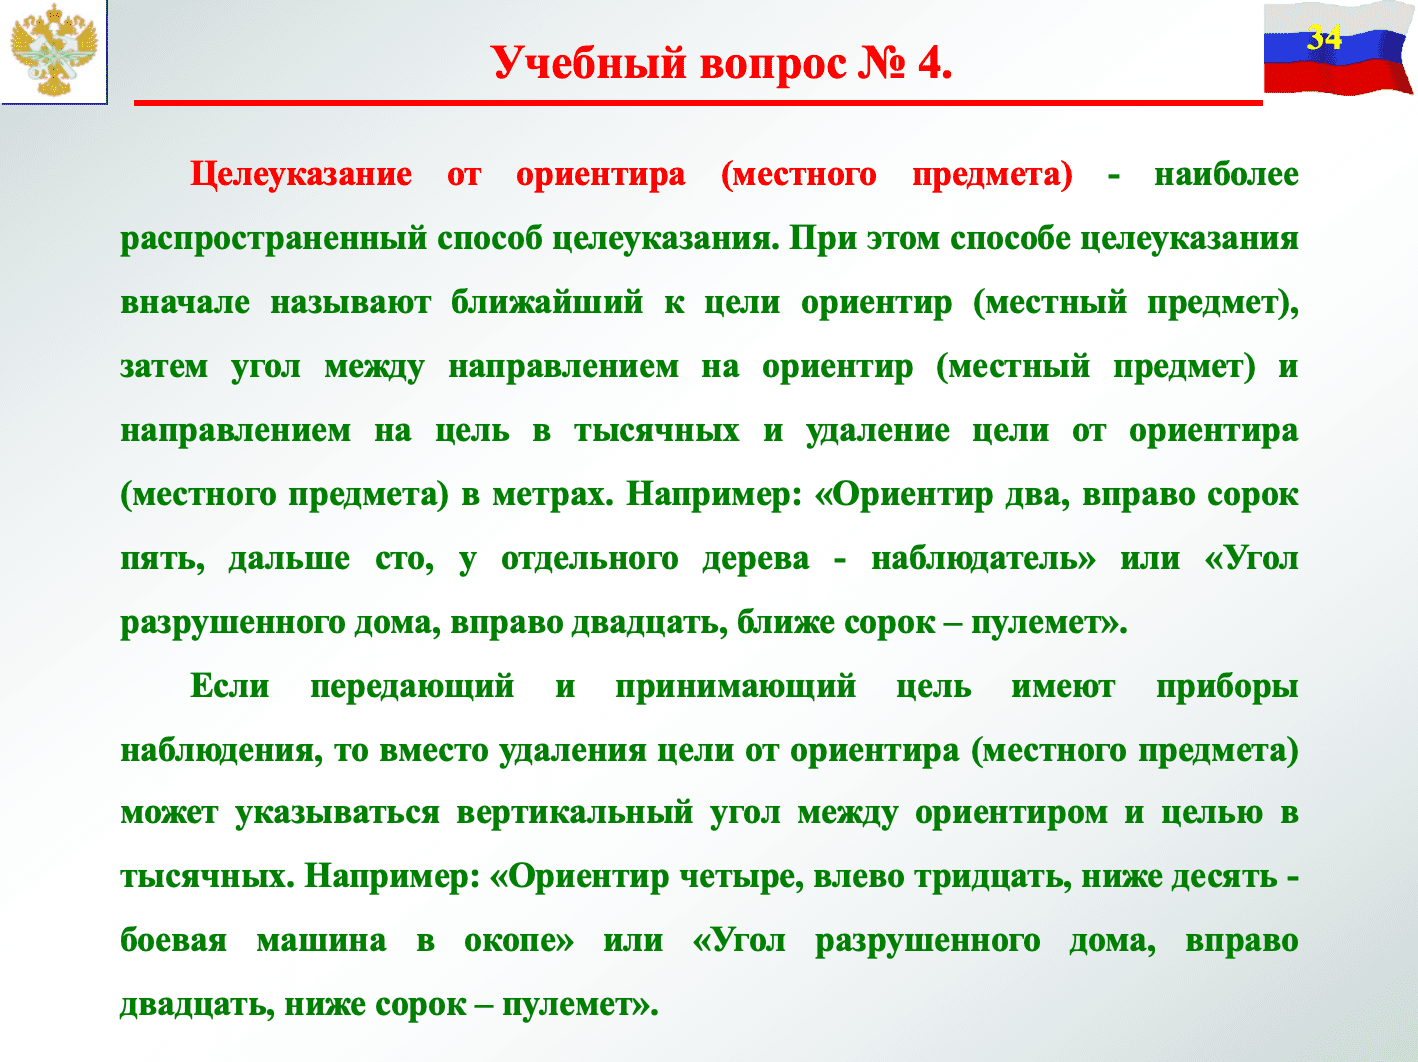 34
Учебный вопрос № 4.
Целеуказание от ориентира (местного предмета) - наиболее
распространенный способ целеуказания. При этом способе целеуказания
вначале называют ближайший к цели ориентир (местный предмет),
затем угол между направлением на ориентир (местный предмет) и
направлением на цель в тысячных и удаление цели от ориентира
(местного предмета) в метрах. Например: «Ориентир два, вправо сорок
пять, дальше сто, у отдельного дерева - наблюдатель» или «Угол
разрушенного дома, вправо двадцать, ближе сорок – пулемет».
Если передающий и принимающий цель имеют приборы
наблюдения, то вместо удаления цели от ориентира (местного предмета)
может указываться вертикальный угол между ориентиром и целью в
тысячных. Например: «Ориентир четыре, влево тридцать, ниже десять -
боевая машина в окопе» или «Угол разрушенного дома, вправо
двадцать, ниже сорок – пулемет».